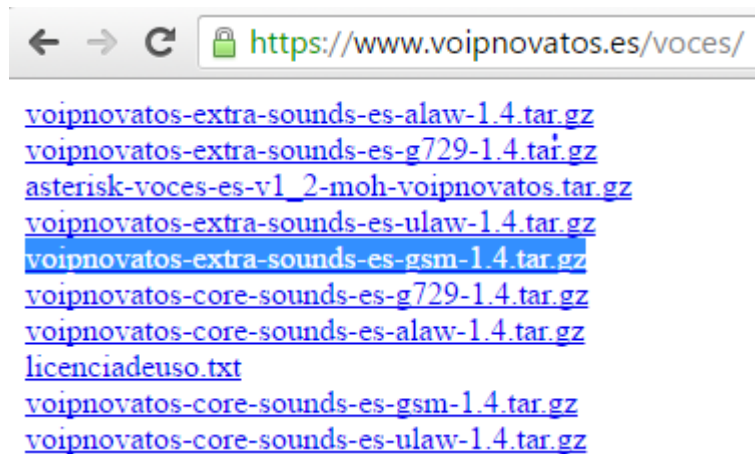 https://www.voipnovatos.es/voces/
voipnovatos-extra-sounds-es-alaw-1.4.tar.gz
voipnovatos-extra-sounds-es-g729-1.4.tar.gz
asterisk-voces-es-v1_2-moh-voipnovatos.tar.gz
voipnovatos-extra-sounds-es-ulaw-1.4.tar.gz
voipnovatos-extra-sounds-es-gsm-1.4.tar.gz
voipnovatos-core-sounds-es-g729-1.4.tar.gz
voipnovatos-core-sounds-es-alaw-1.4.tar.gz
licenciadeuso.txt
voipnovatos-core-sounds-es-gsm-1.4.tar.gz
voipnovatos-core-sounds-es-ulaw-1.4.tar.gz